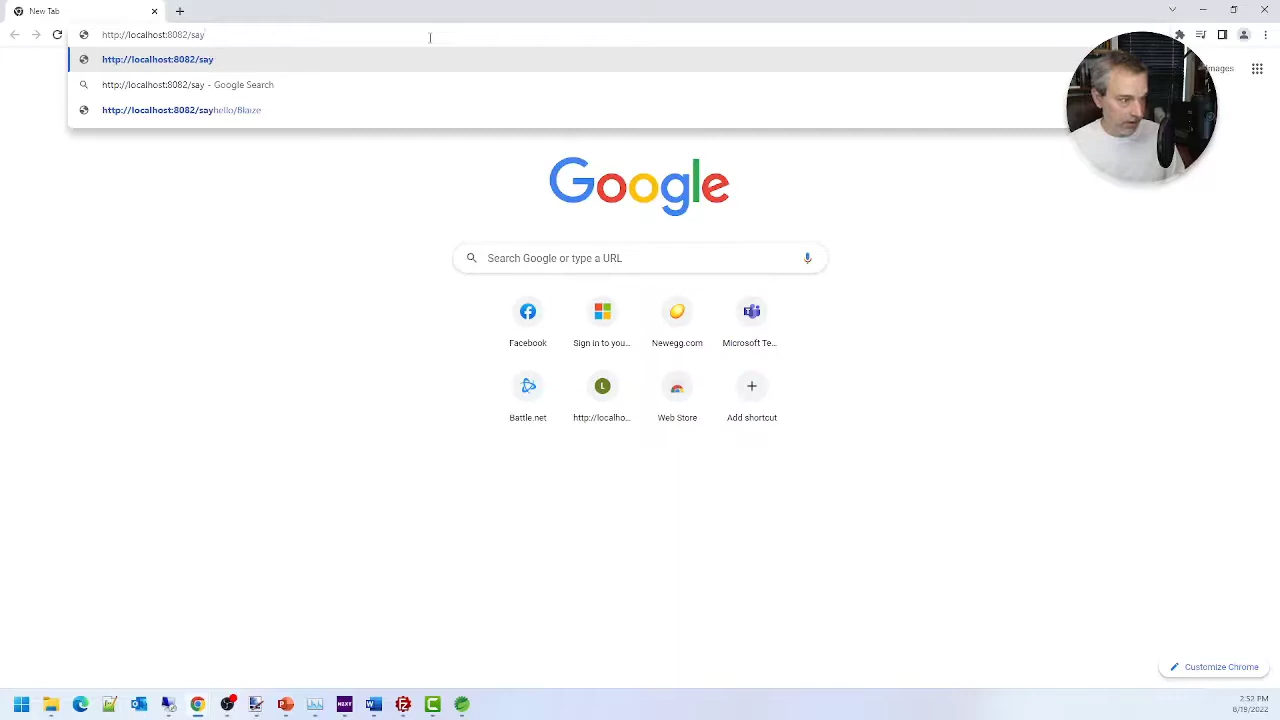 New Tab
http://localhost:8082/say
http://localhost:8082/say
http://localhost:8082/say - Google Search
http://localhost:8082/sayhello/Blaize
Images
Google
Search Google or type a URL
Facebook
Sign in to you...
Newegg.com
Microsoft Te...
L
Battle.net
http://localho...
Web Store
Add shortcut
Customize Chrome
NZXT
2:52 PM
8/19/2022